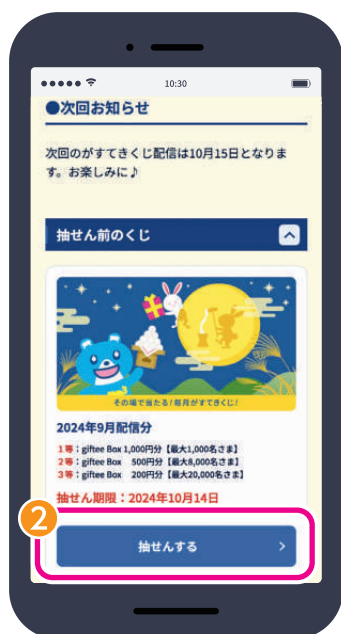 10:30
●次回お知らせ
次回のがすてきくじ配信は10月15日となりま
す。お楽しみに♪
抽せん前のくじ
その場で当たる！毎月がすてきくじ！
2024年9月配信分
1等：giftee Box 1,000円分【最大1,000名さま】
2等：giftee Box 500円分【最大8,000名さま】
3等：giftee Box 200円分【最大20,000名さま】
抽せん期限：2024年10月14日
2
抽せんする